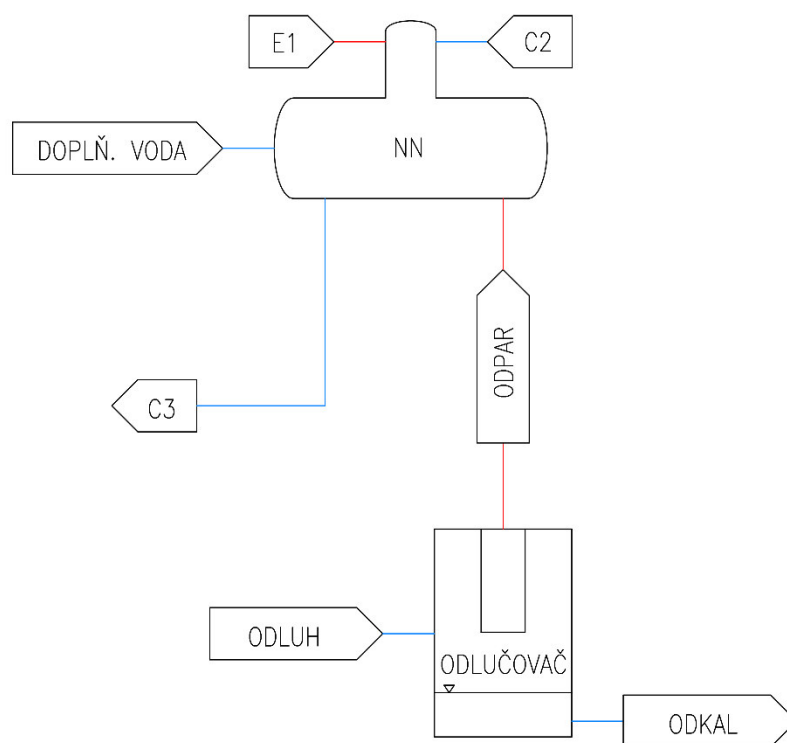 E1
C2
DOPLŇ. VODA
NN
ODPAR
C3
ODLUH
ODLUČOVAČ
ODKAL